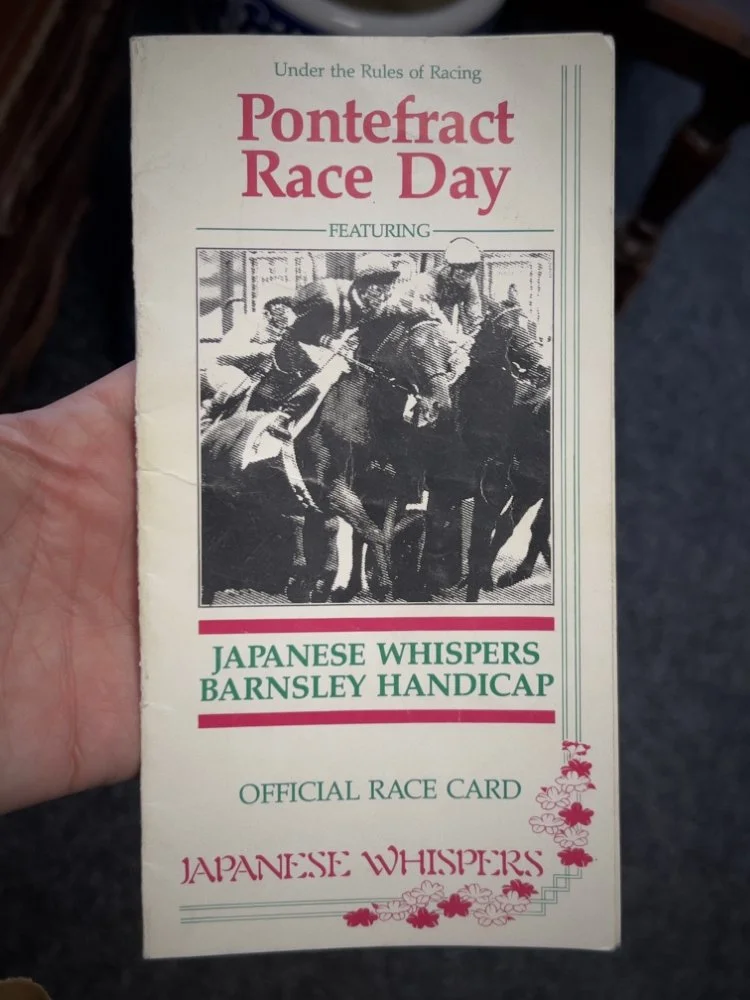 Under the Rules of Racing
Pontefract
Race Day
FEATURING
JAPANESE WHISPERS
BARNSLEY HANDICAP
OFFICIAL RACE CARD
JAPANESE WHISPERS